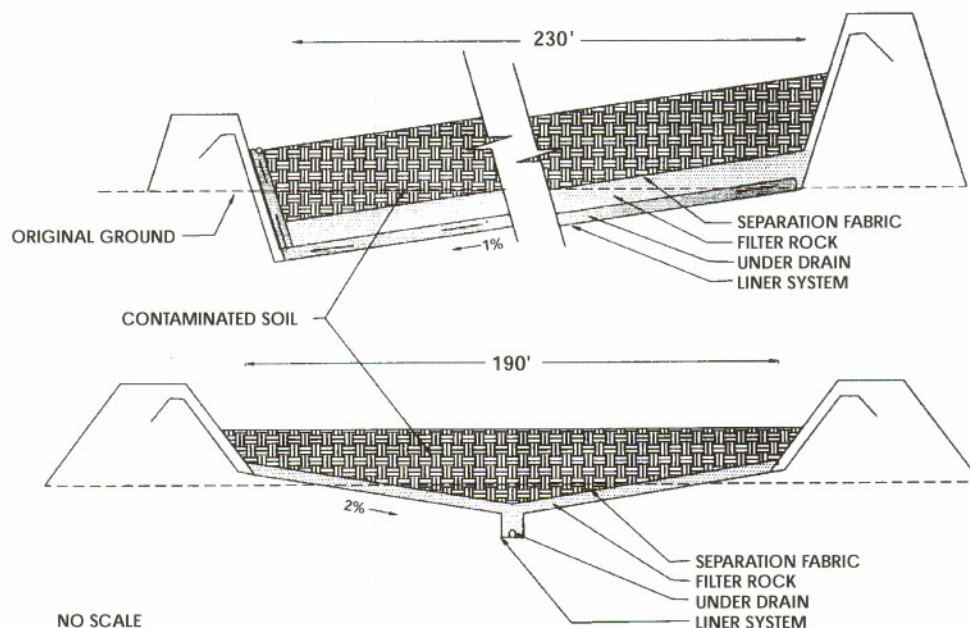 230'
ORIGINAL GROUND
1%
SEPARATION FABRIC
FILTER ROCK
UNDER DRAIN
LINER SYSTEM
CONTAMINATED SOIL
190'
2%
SEPARATION FABRIC
FILTER ROCK
UNDER DRAIN
LINER SYSTEM
NO SCALE